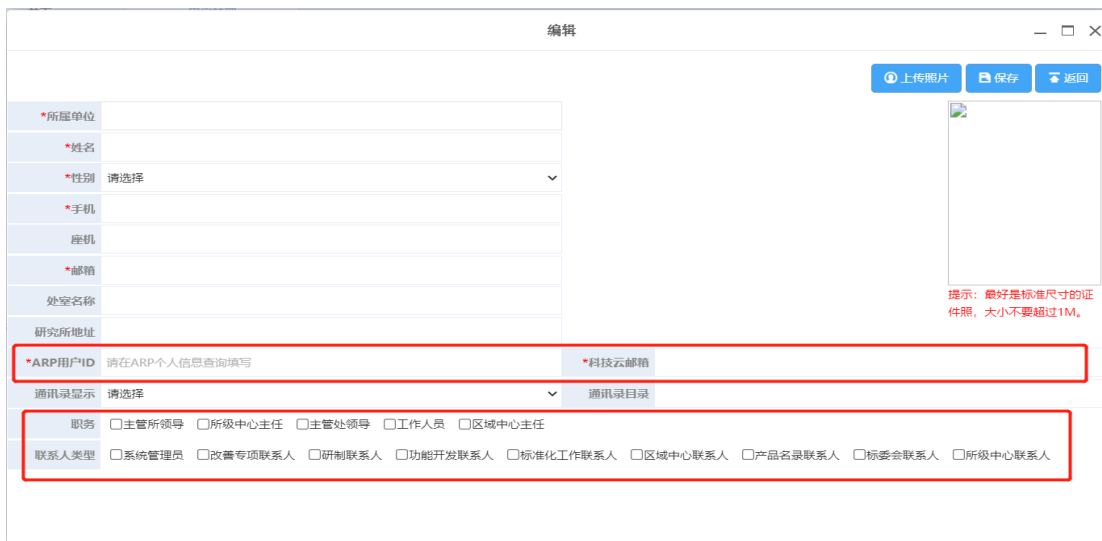 编辑
上传照片 保存 返回
*所属单位
*姓名
*性别 请选择
*手机
座机
*邮箱
处室名称
提示：最好是标准尺寸的证
件照，大小不要超过1M。
研究所地址
*ARP用户ID 请在ARP个人信息查询填写 *科技云邮箱
通讯录显示 请选择 通讯录目录
职务 主管所领导 所级中心主任 主管处领导 工作人员 区域中心主任
联系人类型 系统管理员 改善专项联系人 研制联系人 功能开发联系人 标准化工作联系人 区域中心联系人 产品名录联系人 标委会联系人 所级中心联系人